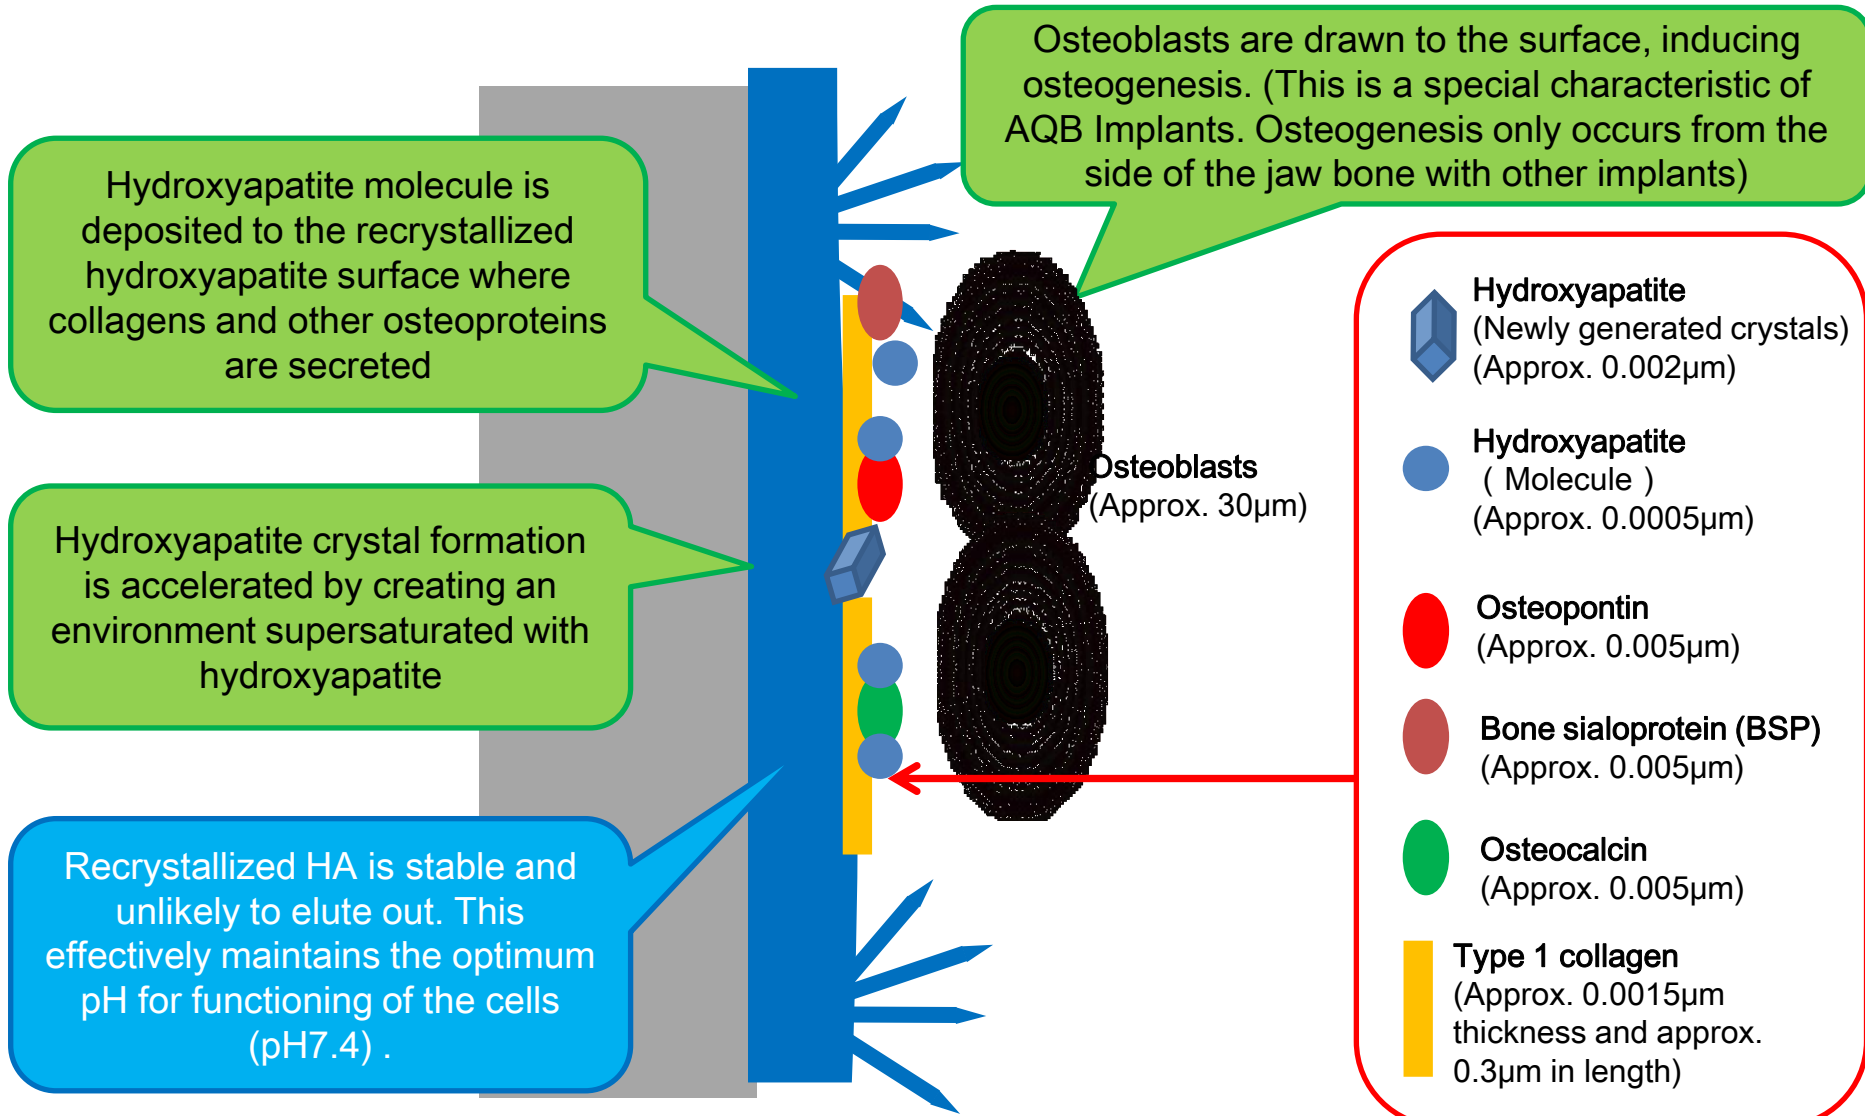 Osteoblasts are drawn to the surface, inducing
osteogenesis. (This is a special characteristic of
AQB Implants. Osteogenesis only occurs from the
side of the jaw bone with other implants)
Hydroxyapatite molecule is
deposited to the recrystallized
hydroxyapatite surface where
collagens and other osteoproteins
are secreted
Hydroxyapatite crystal formation
is accelerated by creating an
environment supersaturated with
hydroxyapatite
Recrystallized HA is stable and
unlikely to elute out. This
effectively maintains the optimum
pH for functioning of the cells
(pH7.4) .
Osteoblasts
(Approx. 30μm)
Hydroxyapatite
(Newly generated crystals)
(Approx. 0.002μm)
Hydroxyapatite
( Molecule )
(Approx. 0.0005μm)
Osteopontin
(Approx. 0.005μm)
Bone sialoprotein (BSP)
(Approx. 0.005μm)
Osteocalcin
(Approx. 0.005μm)
Type 1 collagen
(Approx. 0.0015μm
thickness and approx.
0.3μm in length)